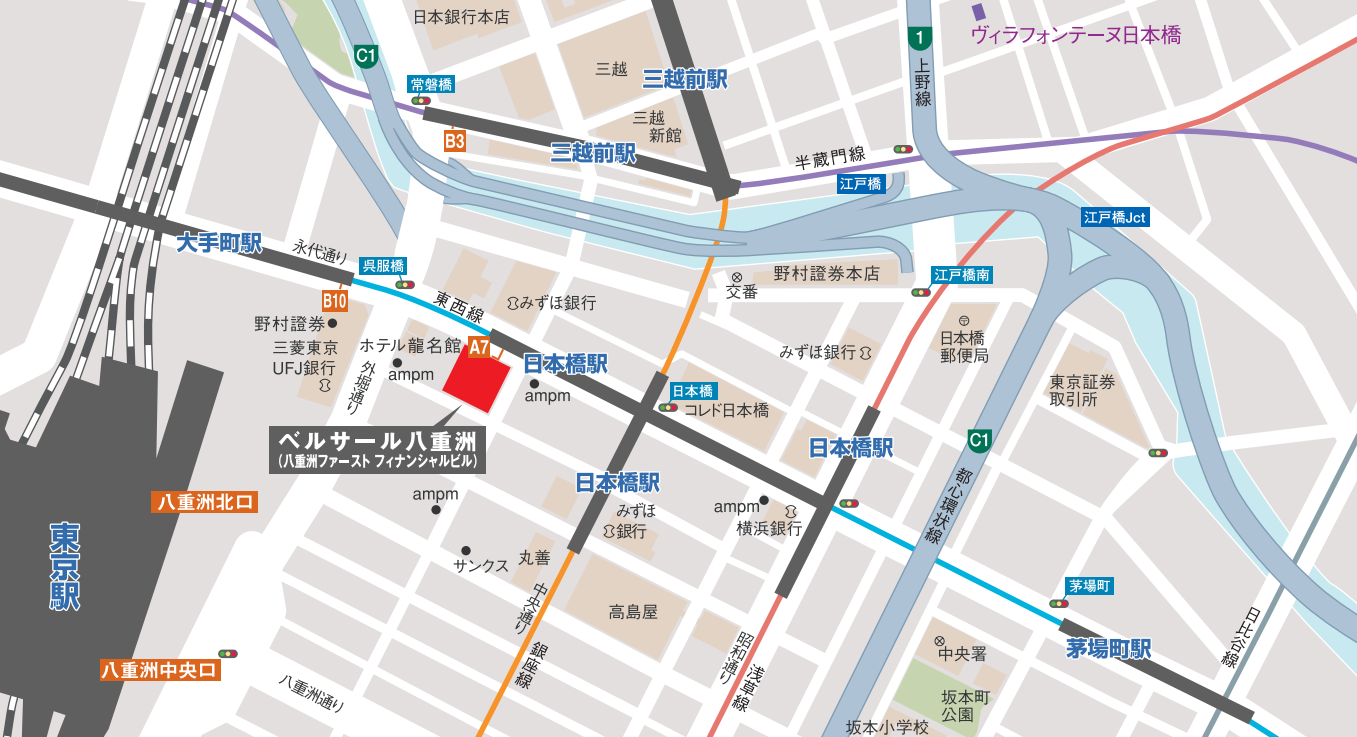 日本銀行本店
C1
1
上野線
ヴィラフォンテーヌ日本橋
三越
三越前駅
常磐橋
三越
新館
B3
三越前駅
半蔵門線
江戸橋
江戸橋Jct
大手町駅
永代通り
呉服橋
B10
東西線
みずほ銀行
交番
野村證券本店
江戸橋南
野村證券
三菱東京
UFJ銀行
ホテル龍名館
ampm
外堀通り
A7
日本橋駅
ampm
日本橋
コレド日本橋
みずほ銀行
日本橋
郵便局
東京証券
取引所
ベルサール八重洲
(八重洲ファースト フィナンシャルビル)
日本橋駅
C1
都心環状線
日本橋駅
八重洲北口
ampm
みずほ
銀行
ampm
横浜銀行
東京駅
サンクス
丸善
中央通り
高島屋
銀座線
茅場町
茅場町駅
日比谷線
八重洲中央口
八重洲通り
昭和通り
浅草線
中央署
坂本町
公園
坂本小学校